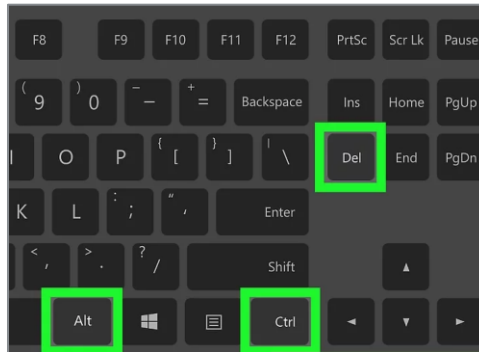 F8 F9 F10 F11 F12 PrtSc Scr Lk Pause
( 9 ) 0 _ - + = Backspace Ins Home PgUp
I O P { [ } ] | \ Del End PgDn
K L : ; " ' Enter
< , > . ? / Shift
Alt Ctrl